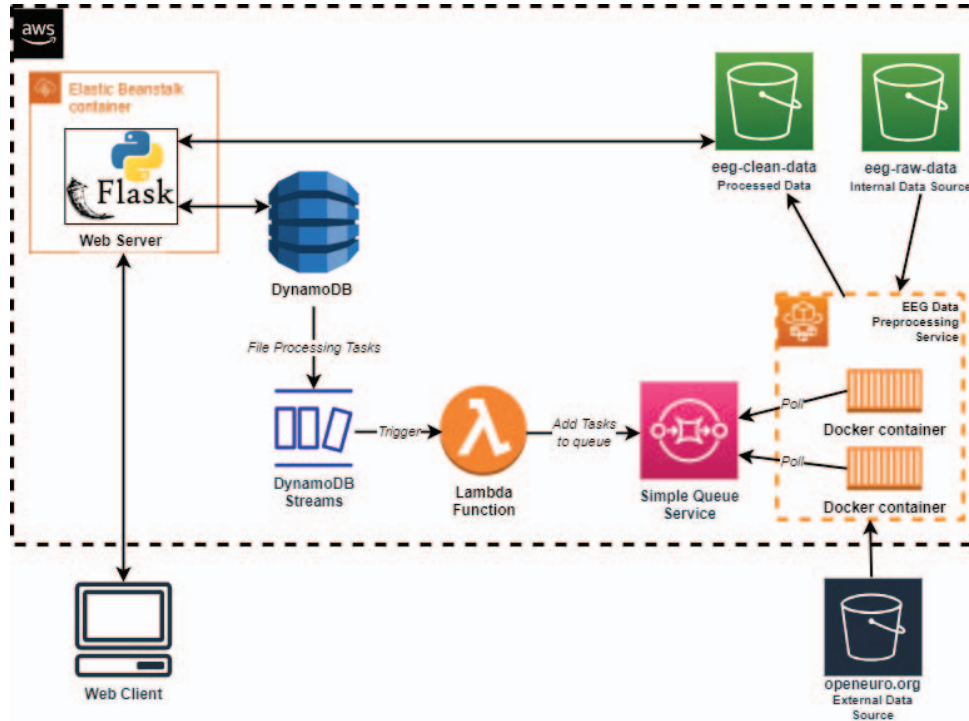 aws
Elastic Beanstalk
container
Flask
Web Server
eeg-clean-data
Processed Data
eeg-raw-data
Internal Data Source
DynamoDB
EEG Data
Preprocessing
Service
File Processing Tasks
Poll
Docker container
Trigger
Add Tasks
to queue
Poll
DynamoDB
Streams
Lambda
Function
Simple Queue
Service
Docker container
Web Client
openeuro.org
External Data
Source